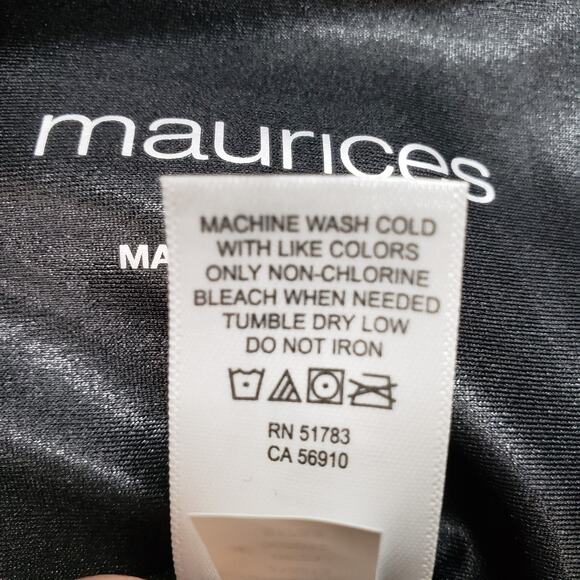 maurices
MA
MACHINE WASH COLD
WITH LIKE COLORS
ONLY NON-CHLORINE
BLEACH WHEN NEEDED
TUMBLE DRY LOW
DO NOT IRON
RN 51783
CA 56910